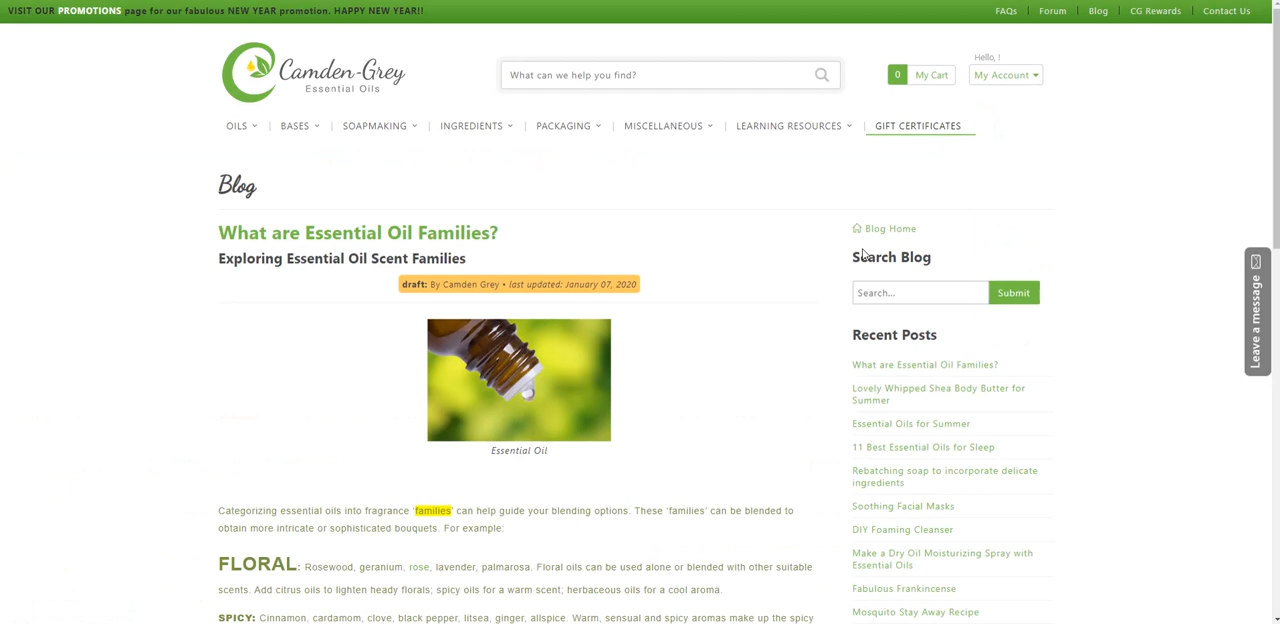 VISIT OUR PROMOTIONS page for our fabulous NEW YEAR promotion. HAPPY NEW YEAR!!
FAQs | Forum | Blog | CG Rewards | Contact Us
Camden-Grey
Essential Oils
What can we help you find?
0 My Cart
Hello, !
My Account
OILS | BASES | SOAPMAKING | INGREDIENTS | PACKAGING | MISCELLANEOUS | LEARNING RESOURCES | GIFT CERTIFICATES
Blog
What are Essential Oil Families?
Exploring Essential Oil Scent Families
draft: By Camden Grey • last updated: January 07, 2020
Essential Oil
Categorizing essential oils into fragrance ‘families’ can help guide your blending options. These ‘families’ can be blended to
obtain more intricate or sophisticated bouquets. For example:
FLORAL: Rosewood, geranium, rose, lavender, palmarosa. Floral oils can be used alone or blended with other suitable
scents. Add citrus oils to lighten heady florals; spicy oils for a warm scent; herbaceous oils for a cool aroma.
SPICY: Cinnamon, cardamom, clove, black pepper, litsea, ginger, allspice. Warm, sensual and spicy aromas make up the spicy
Blog Home
Search Blog
Search...
Submit
Recent Posts
What are Essential Oil Families?
Lovely Whipped Shea Body Butter for
Summer
Essential Oils for Summer
11 Best Essential Oils for Sleep
Rebatching soap to incorporate delicate
ingredients
Soothing Facial Masks
DIY Foaming Cleanser
Make a Dry Oil Moisturizing Spray with
Essential Oils
Fabulous Frankincense
Mosquito Stay Away Recipe
Leave a message